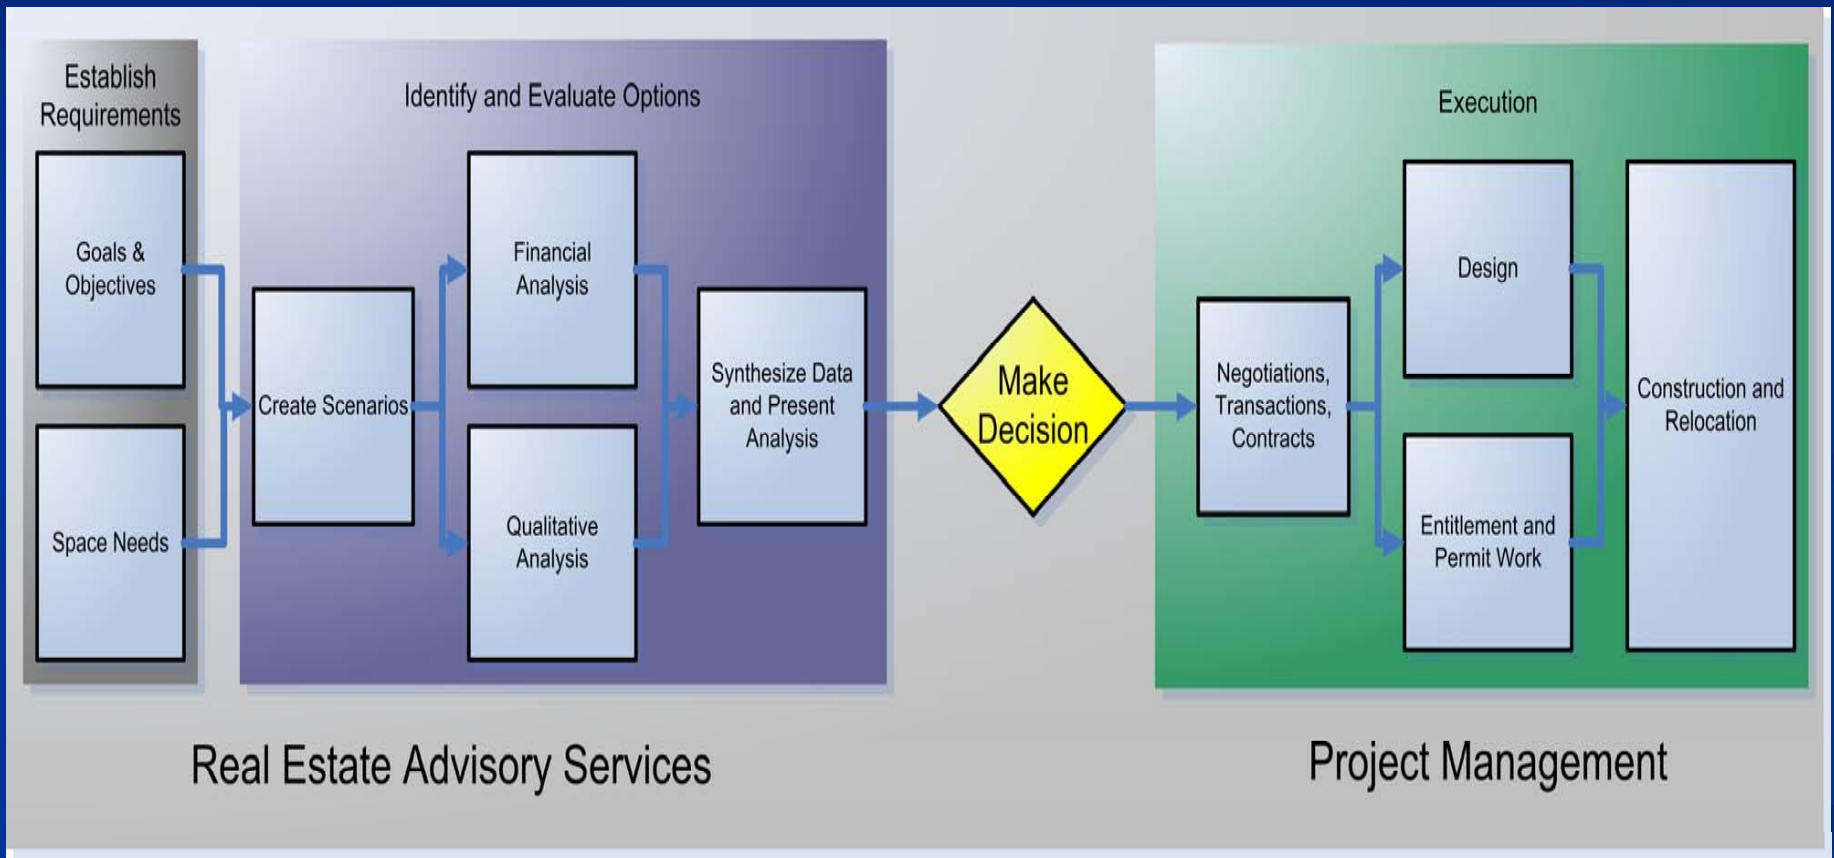 Establish
Requirements
Goals &
Objectives
Space Needs
Identify and Evaluate Options
Create Scenarios
Financial
Analysis
Qualitative
Analysis
Synthesize Data
and Present
Analysis
Make
Decision
Execution
Negotiations,
Transactions,
Contracts
Design
Entitlement and
Permit Work
Construction and
Relocation
Real Estate Advisory Services
Project Management